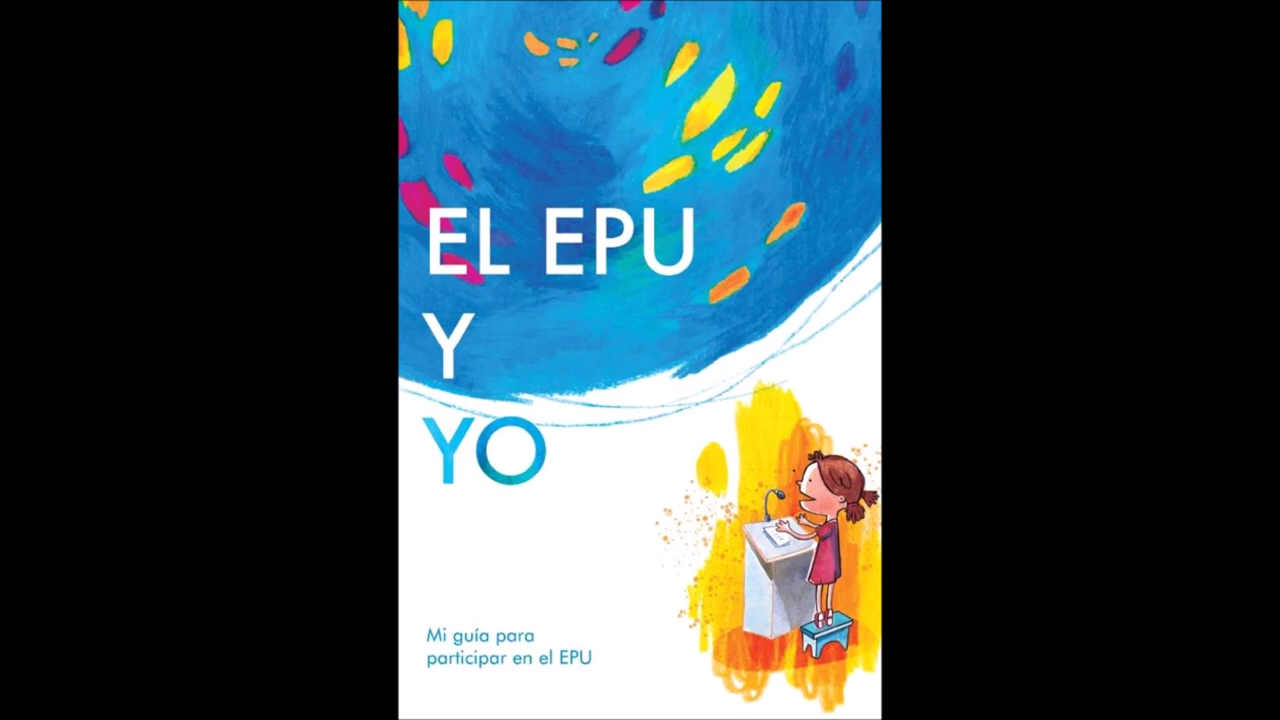 EL EPU
Y
YO
Mi guía para
participar en el EPU